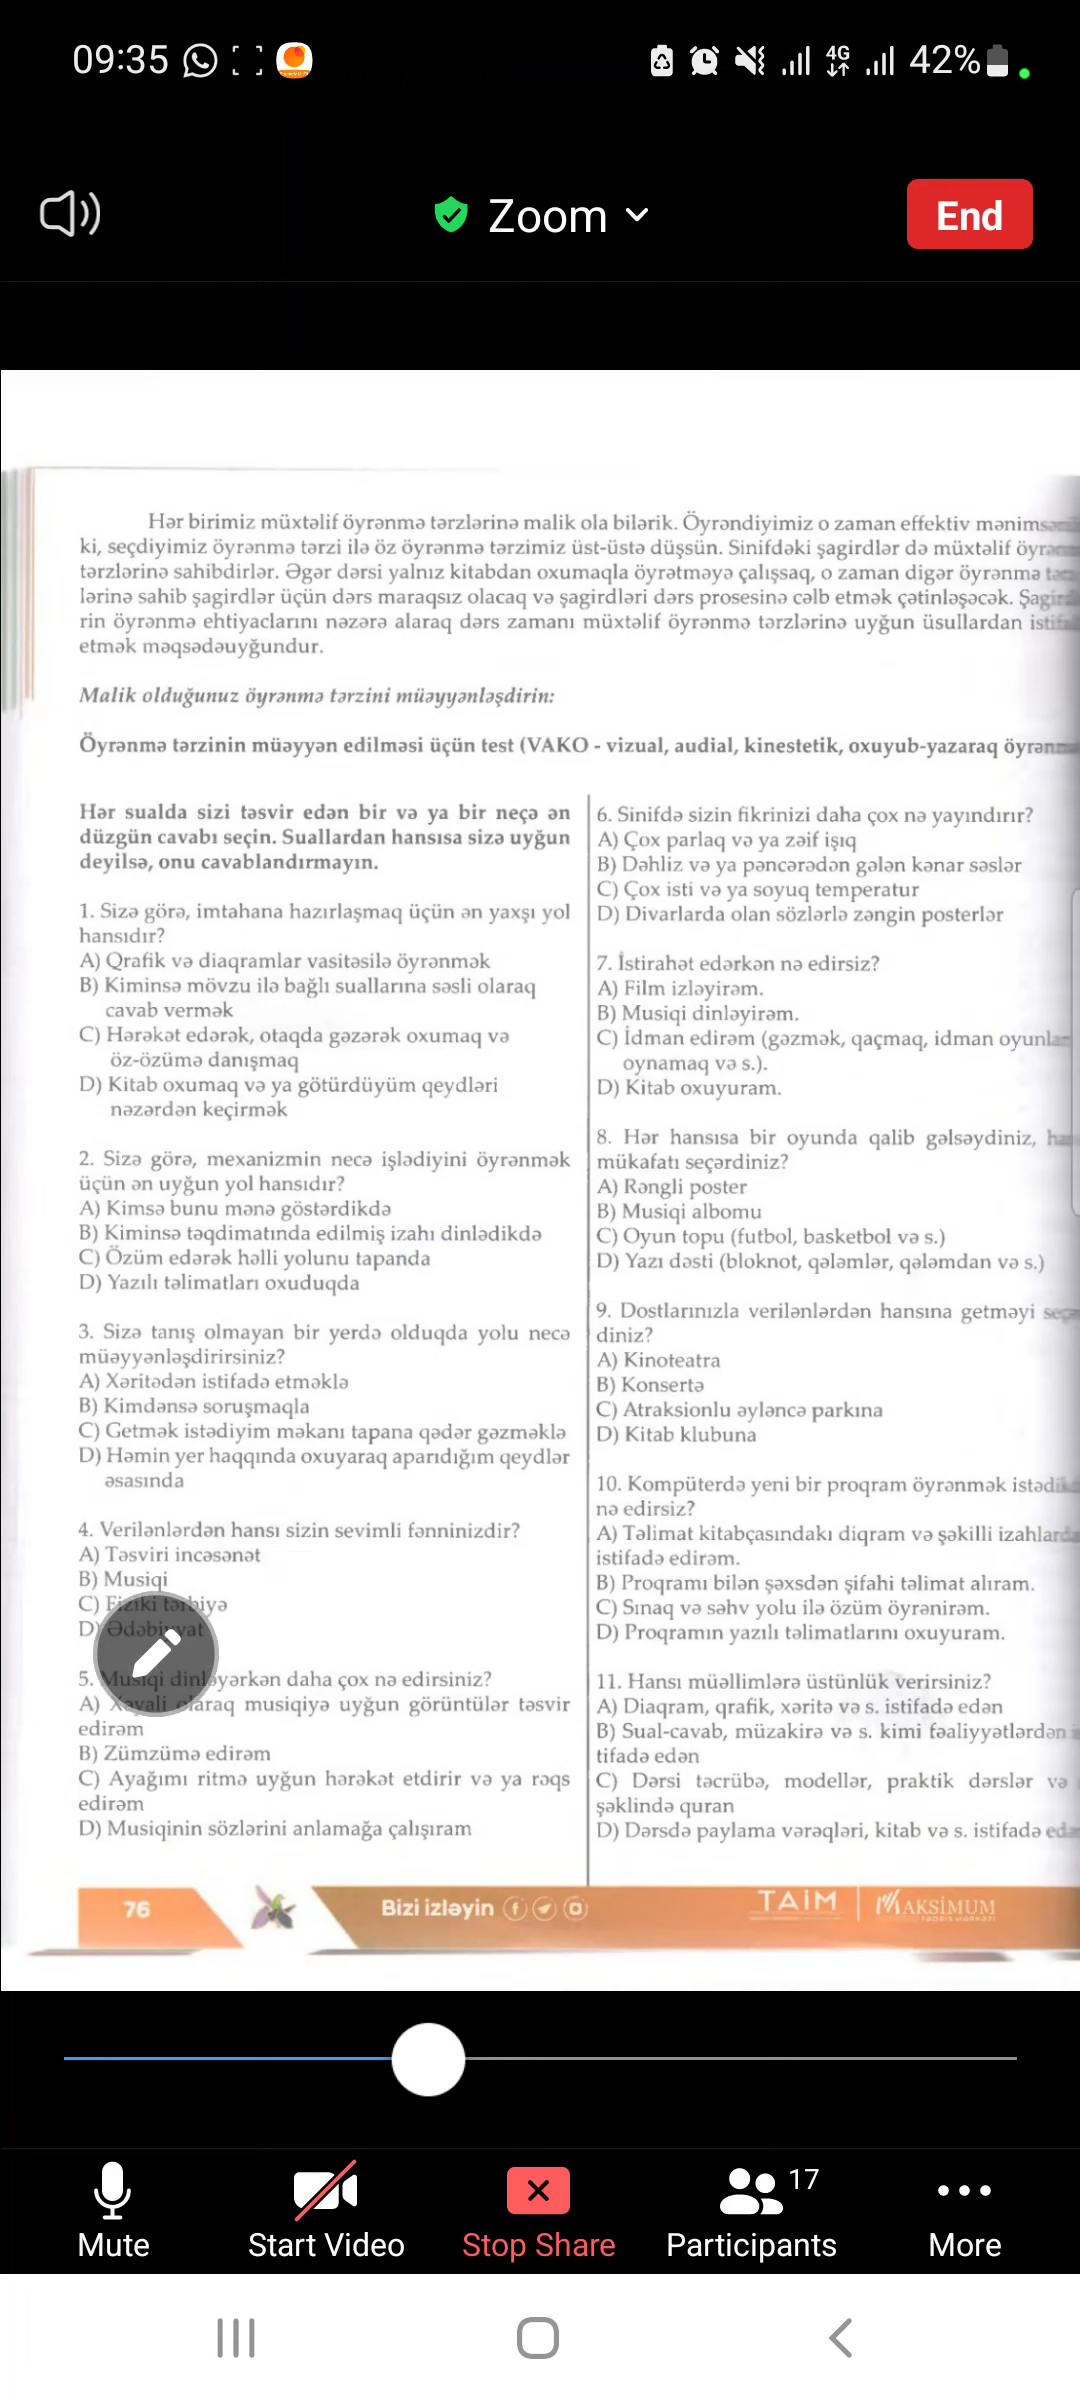 09:35
4G
42%
Zoom
End
Hər birimiz müxtəlif öyrənmə tərzlərinə malik ola bilərik. Öyrəndiyimiz o zaman effektiv
ki, seçdiyimiz öyrənmə tərzi ilə öz öyrənmə tərzimiz üst-üstə düşsün. Sinifdəki şagirdlər də müxtəlif
tərzlərinə sahibdirlər. Əgər dərsi yalnız kitabdan oxumaqla öyrətməyə çalışsaq, o zaman digər öyrənmə
lərinə sahib şagirdlər üçün dərs maraqsız olacaq və şagirdləri dərs prosesinə cəlb etmək çətinləşəcək.
rin öyrənmə ehtiyaclarını nəzərə alaraq dərs zamanı müxtəlif öyrənmə tərzlərinə uyğun üsullardan
etmək məqsədəuyğundur.
Malik olduğunuz öyrənmə tərzini müəyyənləşdirin:
Öyrənmə tərzinin müəyyən edilməsi üçün test (VAKO - vizual, audial, kinestetik, oxuyub-yazaraq
Hər sualda sizi təsvir edən bir və ya bir neçə ən
düzgün cavabı seçin. Suallardan hansısa sizə uyğun
deyilsə, onu cavablandırmayın.
1. Sizə görə, imtahana hazırlaşmaq üçün ən yaxşı yol
hansıdır?
A) Qrafik və diaqramlar vasitəsilə öyrənmək
B) Kiminsə mövzu ilə bağlı suallarına səsli olaraq
cavab vermək
C) Hərəkət edərək, otaqda gəzərək oxumaq və
öz-özümə danışmaq
D) Kitab oxumaq və ya götürdüyüm qeydləri
nəzərdən keçirmək
2. Sizə görə, mexanizmin necə işlədiyini öyrənmək
üçün ən uyğun yol hansıdır?
A) Kimsə bunu mənə göstərdikdə
B) Kiminsə təqdimatında edilmiş izahı dinlədikdə
C) Özüm edərək həlli yolunu tapanda
D) Yazılı təlimatları oxuduqda
3. Sizə tanış olmayan bir yerdə olduqda yolu necə
müəyyənləşdirirsiniz?
A) Xəritədən istifadə etməklə
B) Kimdənsə soruşmaqla
C) Getmək istədiyim məkanı tapana qədər gəzməklə
D) Həmin yer haqqında oxuyaraq aparıdığım qeydlər
əsasında
4. Verilənlərdən hansı sizin sevimli fənninizdir?
A) Təsviri incəsənət
B) Musiqi
C) Fiziki tərbiyə
D) Ədəbiyyat
5. Musiqi dinləyərkən daha çox nə edirsiniz?
A) Xəyali olaraq musiqiyə uyğun görüntülər təsvir
edirəm
B) Zümzümə edirəm
C) Ayağımı ritmə uyğun hərəkət etdirir və ya rəqs
edirəm
D) Musiqinin sözlərini anlamağa çalışıram
6. Sinifdə sizin fikrinizi daha çox nə yayındırır?
A) Çox parlaq və ya zəif işıq
B) Dəhliz və ya pəncərədən gələn kənar səslər
C) Çox isti və ya soyuq temperatur
D) Divarlarda olan sözlərlə zəngin posterlər
7. İstirahət edərkən nə edirsiz?
A) Film izləyirəm.
B) Musiqi dinləyirəm.
C) İdman edirəm (gəzmək, qaçmaq, idman
oynamaq və s.).
D) Kitab oxuyuram.
8. Hər hansısa bir oyunda qalib gəlsəydiniz,
mükafatı seçərdiniz?
A) Rəngli poster
B) Musiqi albomu
C) Oyun topu (futbol, basketbol və s.)
D) Yazı dəsti (bloknot, qələmlər, qələmdan və s.)
9. Dostlarınızla verilənlərdən hansına getməyi
diniz?
A) Kinoteatra
B) Konsertə
C) Atraksionlu əyləncə parkına
D) Kitab klubuna
10. Kompüterdə yeni bir proqram öyrənmək
nə edirsiz?
A) Təlimat kitabçasındakı diqram və şəkilli
istifadə edirəm.
B) Proqramı bilən şəxsdən şifahi təlimat alıram.
C) Sınaq və səhv yolu ilə özüm öyrənirəm.
D) Proqramın yazılı təlimatlarını oxuyuram.
11. Hansı müəllimlərə üstünlük verirsiniz?
A) Diaqram, qrafik, xəritə və s. istifadə edən
B) Sual-cavab, müzakirə və s. kimi fəaliyyətlərdən
tifadə edən
C) Dərsi təcrübə, modellər, praktik dərslər və
şəklində quran
D) Dərsdə paylama vərəqləri, kitab və s. istifadə
76
Bizi izləyin
TAİM
MAKSİMUM
Mute
Start Video
Stop Share
17
Participants
More